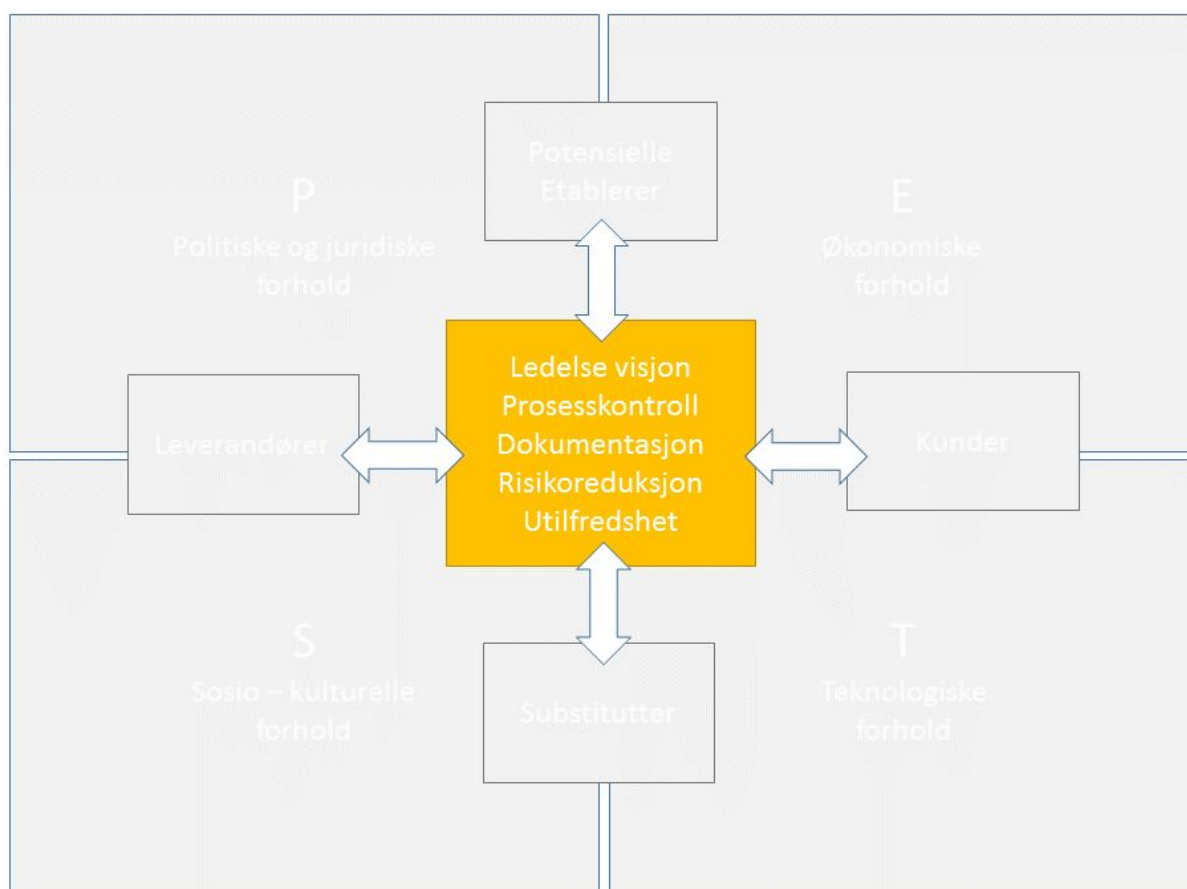 Potensielle
Etablerer
P
Politiske og juridiske
forhold
E
Økonomiske
forhold
Leverandører
Ledelse visjon
Prosesskontroll
Dokumentasjon
Risikoreduksjon
Utilfredshet
Kunder
S
Sosio – kulturelle
forhold
Substitutter
T
Teknologiske
forhold